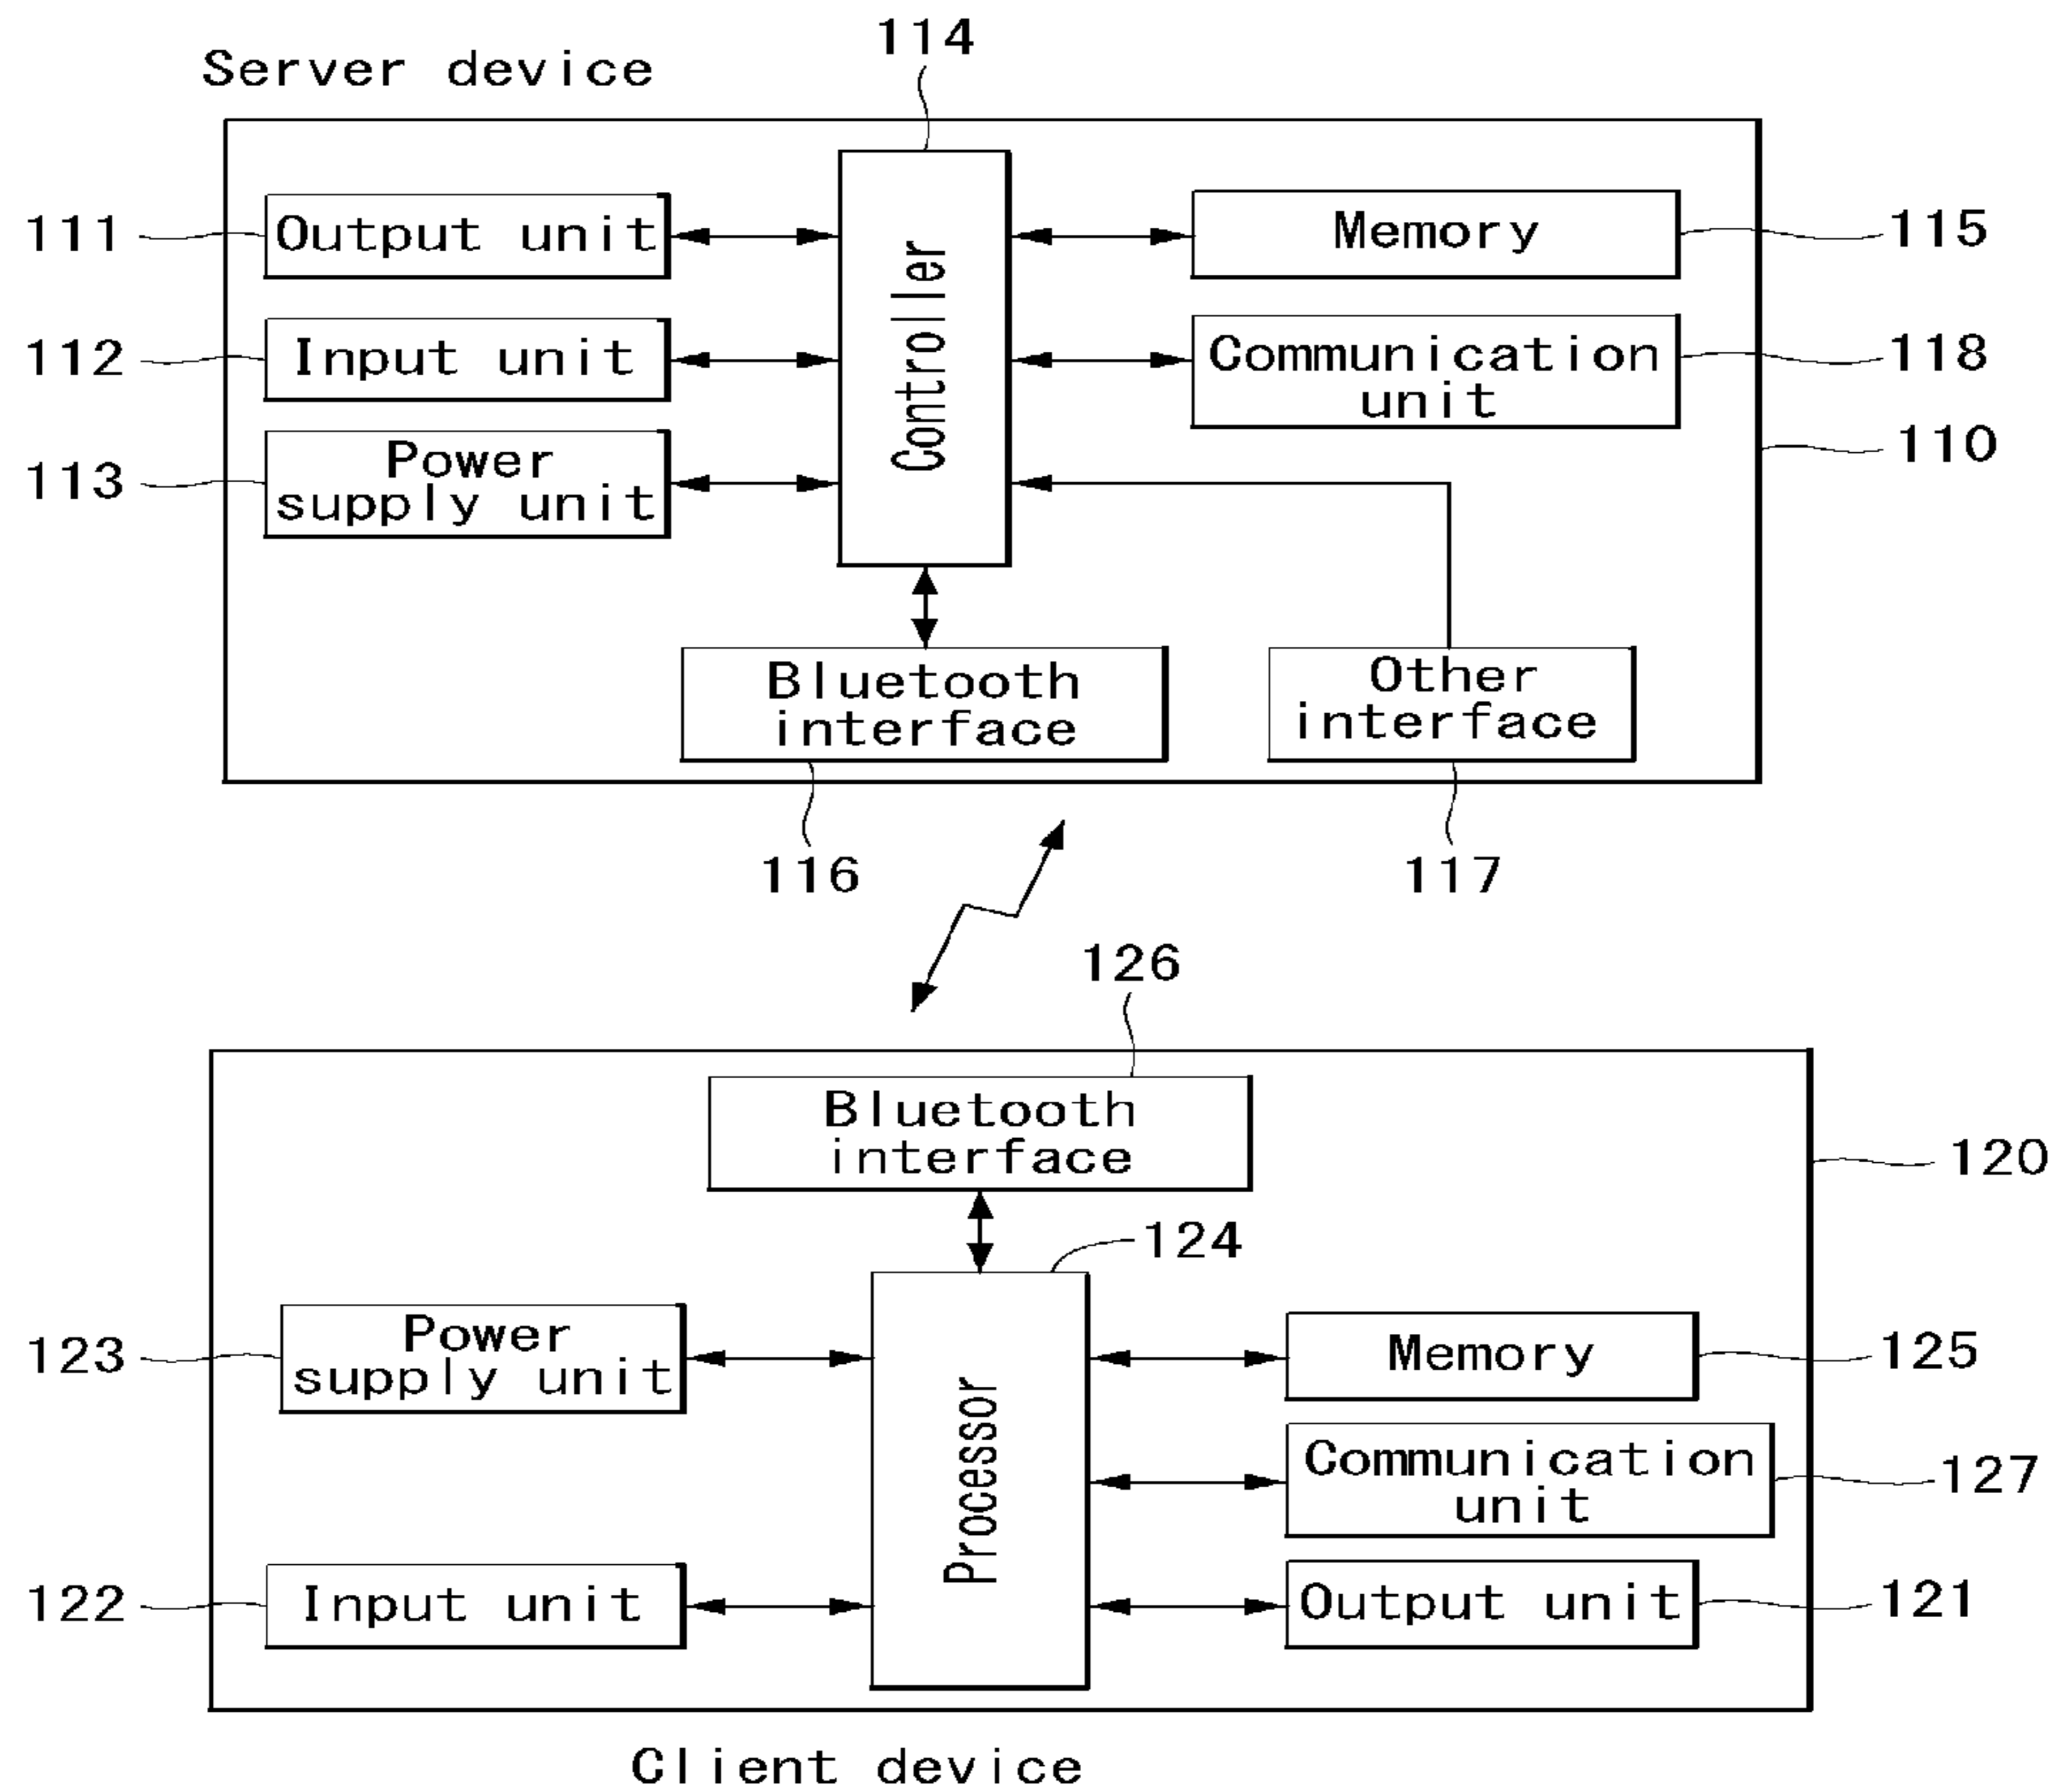 114
Server device
111
Output unit
Controller
Memory
115
112
Input unit
Communication
unit
118
110
113
Power
supply unit
Bluetooth
interface
Other
interface
116
117
126
Bluetooth
interface
120
124
123
Power
supply unit
Processor
Memory
125
Communication
unit
127
122
Input unit
Output unit
121
Client device